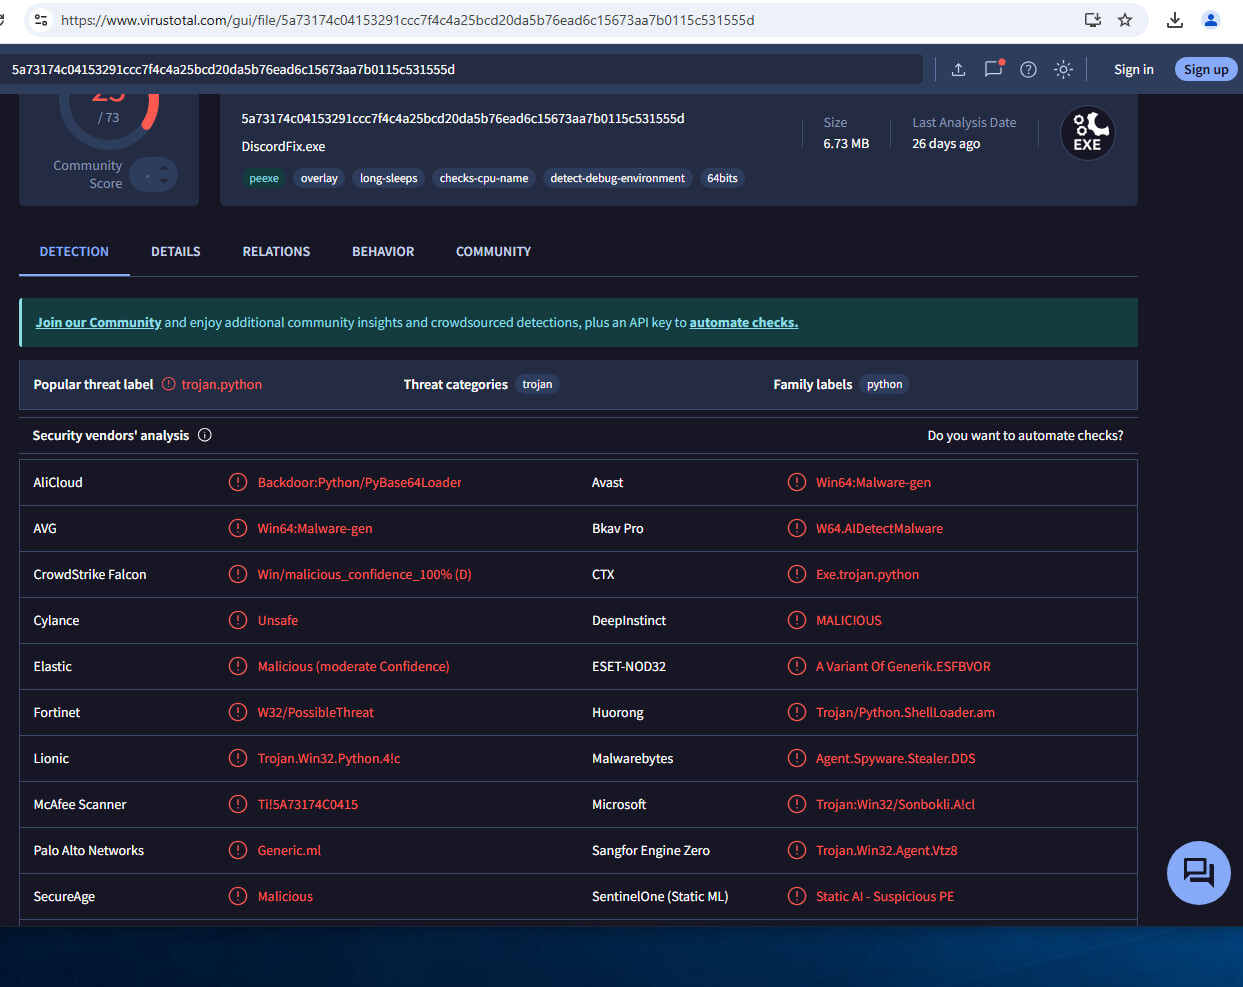 https://www.virustotal.com/gui/file/5a73174c04153291ccc7f4c4a25bcd20da5b76ead6c15673aa7b0115c531555d
5a73174c04153291ccc7f4c4a25bcd20da5b76ead6c15673aa7b0115c531555d
Sign in
Sign up
/ 73
Community
Score
5a73174c04153291ccc7f4c4a25bcd20da5b76ead6c15673aa7b0115c531555d
DiscordFix.exe
peexe overlay long-sleeps checks-cpu-name detect-debug-environment 64bits
Size
6.73 MB
Last Analysis Date
26 days ago
EXE
DETECTION DETAILS RELATIONS BEHAVIOR COMMUNITY
Join our Community and enjoy additional community insights and crowdsourced detections, plus an API key to automate checks.
Popular threat label trojan.python Threat categories trojan Family labels python
Security vendors' analysis Do you want to automate checks?
AliCloud Backdoor:Python/PyBase64Loader Avast Win64:Malware-gen
AVG Win64:Malware-gen Bkav Pro W64.AIDetectMalware
CrowdStrike Falcon Win/malicious_confidence_100% (D) CTX Exe.trojan.python
Cylance Unsafe DeepInstinct MALICIOUS
Elastic Malicious (moderate Confidence) ESET-NOD32 A Variant Of Generik.ESFBVOR
Fortinet W32/PossibleThreat Huorong Trojan/Python.ShellLoader.am
Lionic Trojan.Win32.Python.4!c Malwarebytes Agent.Spyware.Stealer.DDS
McAfee Scanner Ti!5A73174C0415 Microsoft Trojan:Win32/Sonbokli.A!cl
Palo Alto Networks Generic.ml Sangfor Engine Zero Trojan.Win32.Agent.Vtz8
SecureAge Malicious SentinelOne (Static ML) Static AI - Suspicious PE